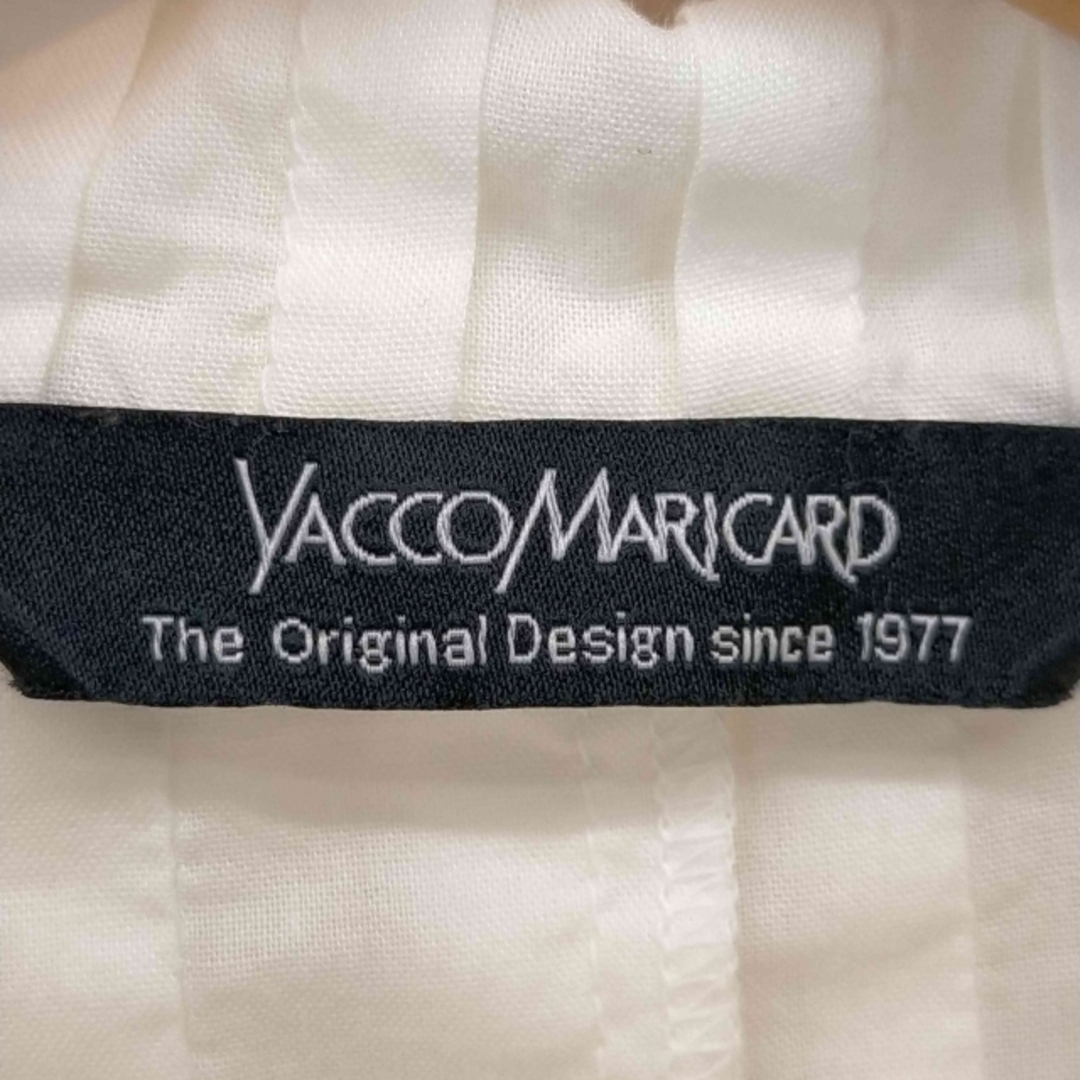 YACCOMARICARD
The Original Design since 1977